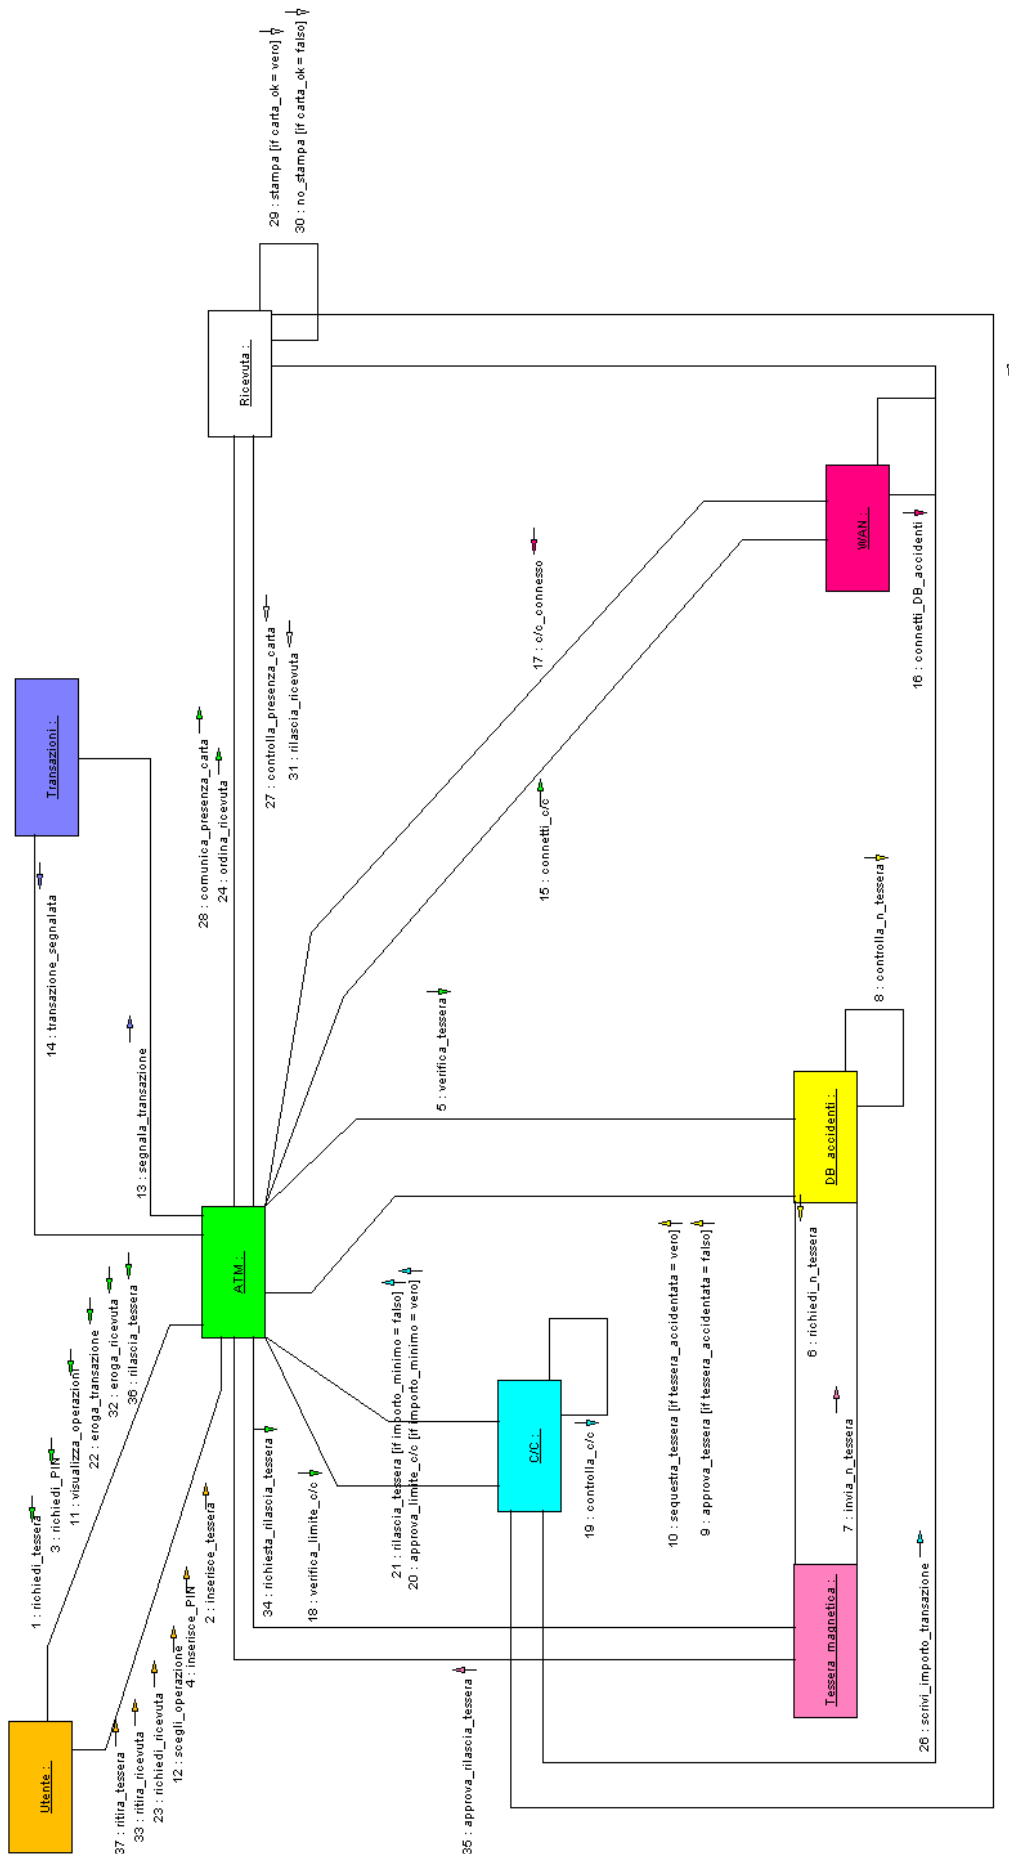 Utente :
Transazioni :
ATM :
Ricevuta :
C/C :
Tessera magnetica :
DB accidenti :
WAN :
1 : richiedi_tessera
3 : richiedi_PIN
11 : visualizza_operazioni
22 : eroga_transazione
32 : eroga_ricevuta
36 : rilascia_tessera
37 : ritira_tessera
33 : ritira_ricevuta
23 : richiedi_ricevuta
12 : scegli_operazione
4 : inserisce_PIN
2 : inserisce_tessera
14 : transazione_segnalata
13 : segnala_transazione
28 : comunica_presenza_carta
24 : ordina_ricevuta
27 : controlla_presenza_carta
31 : rilascia_ricevuta
29 : stampa [if carta_ok = vero]
30 : no_stampa [if carta_ok = falso]
34 : richiesta_rilascia_tessera
18 : verifica_limite_c/c
21 : rilascia_tessera [if importo_minimo = falso]
20 : approva_limite_c/c [if importo_minimo = vero]
5 : verifica_tessera
17 : c/c_connesso
15 : connetti_c/c
35 : approva_rilascia_tessera
19 : controlla_c/c
10 : sequestra_tessera [if tessera_accidentata = vero]
9 : approva_tessera [if tessera_accidentata = falso]
6 : richiedi_n_tessera
7 : invia_n_tessera
8 : controlla_n_tessera
16 : connetti_DB_accidenti
26 : scrivi_importo_transazione